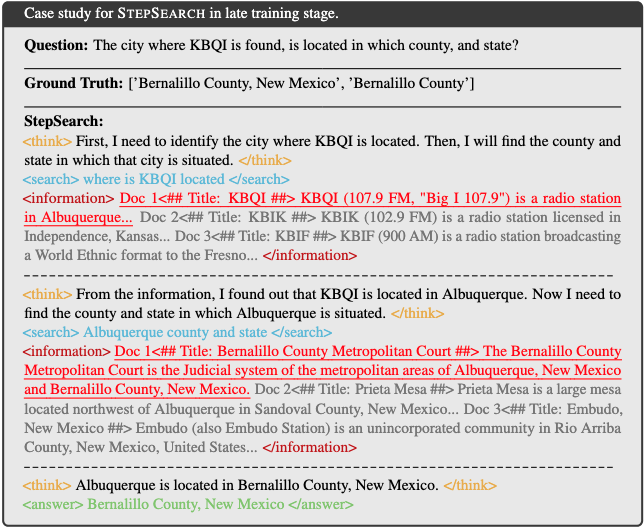 Case study for STEPSEARCH in late training stage.
Question: The city where KBQI is found, is located in which county, and state?
Ground Truth: ['Bernalillo County, New Mexico', 'Bernalillo County']
StepSearch:
<think> First, I need to identify the city where KBQI is located. Then, I will find the county and
state in which that city is situated. </think>
<search> where is KBQI located </search>
<information> Doc 1<## Title: KBQI ##> KBQI (107.9 FM, "Big I 107.9") is a radio station
in Albuquerque... Doc 2<## Title: KBIK ##> KBIK (102.9 FM) is a radio station licensed in
Independence, Kansas... Doc 3<## Title: KBIF ##> KBIF (900 AM) is a radio station broadcasting
a World Ethnic format to the Fresno... </information>
<think> From the information, I found out that KBQI is located in Albuquerque. Now I need to
find the county and state in which Albuquerque is situated. </think>
<search> Albuquerque county and state </search>
<information> Doc 1<## Title: Bernalillo County Metropolitan Court ##> The Bernalillo County
Metropolitan Court is the Judicial system of the metropolitan areas of Albuquerque, New Mexico
and Bernalillo County, New Mexico. Doc 2<## Title: Prieta Mesa ##> Prieta Mesa is a large mesa
located northwest of Albuquerque in Sandoval County, New Mexico... Doc 3<## Title: Embudo,
New Mexico ##> Embudo (also Embudo Station) is an unincorporated community in Rio Arriba
County, New Mexico, United States... </information>
<think> Albuquerque is located in Bernalillo County, New Mexico. </think>
<answer> Bernalillo County, New Mexico </answer>